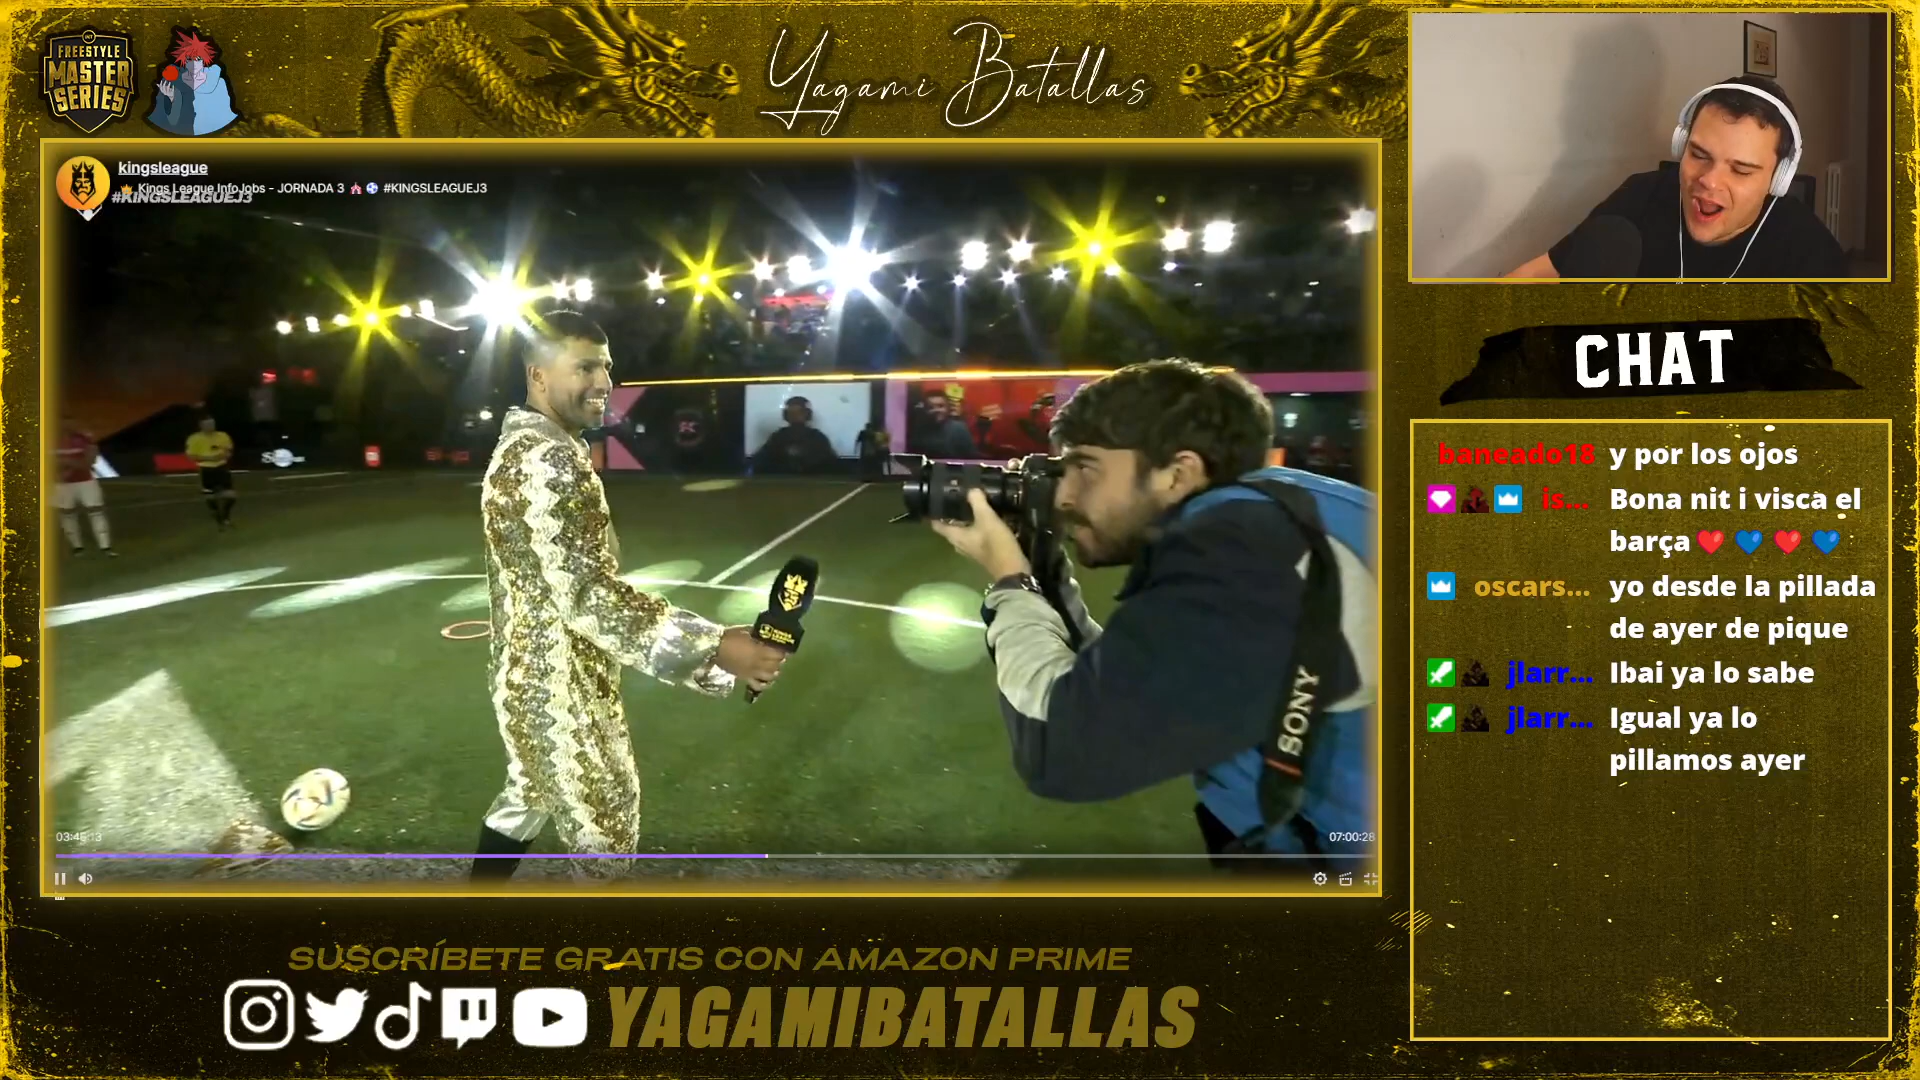 INT
FREESTYLE
MASTER
SERIES
Yagami Batallas
kingsleague
Kings League InfoJobs - JORNADA 3 #KINGSLEAGUEJ3
#KINGSLEAGUEJ3
SONY
07:00:28
CHAT
baneado18 y por los ojos
is... Bona nit i visca el
barça
oscars... yo desde la pillada
de ayer de pique
jlarr... Ibai ya lo sabe
jlarr... Igual ya lo
pillamos ayer
SUSCRÍBETE GRATIS CON AMAZON PRIME
YAGAMIBATALLAS